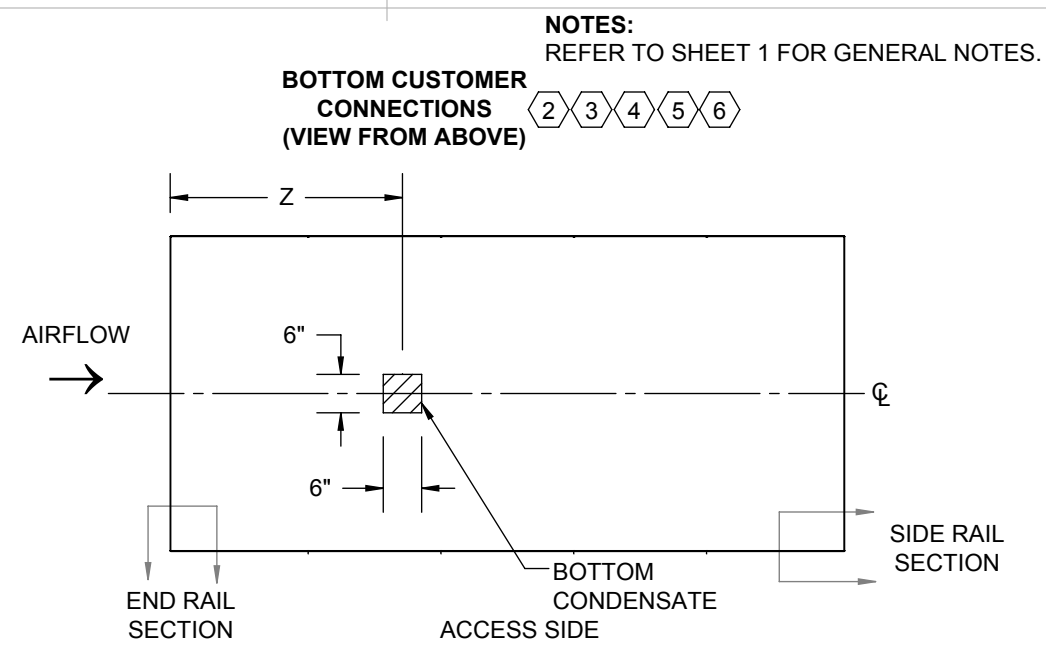 NOTES:
REFER TO SHEET 1 FOR GENERAL NOTES.
BOTTOM CUSTOMER
CONNECTIONS
(VIEW FROM ABOVE)
2 3 4 5 6
Z
AIRFLOW
6"
℄
6"
SIDE RAIL
SECTION
BOTTOM
CONDENSATE
END RAIL
SECTION
ACCESS SIDE